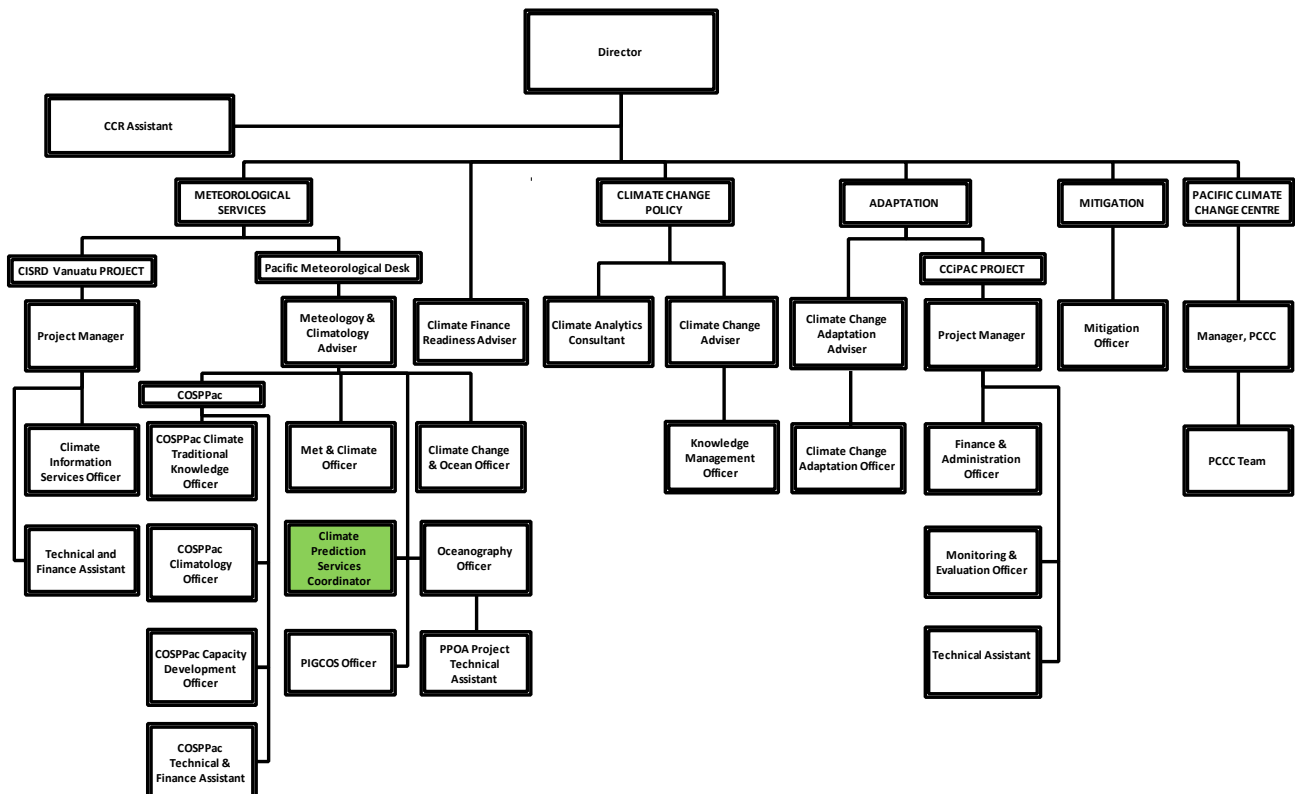 Director
CCR Assistant
METEOROLOGICAL
SERVICES
CLIMATE CHANGE
POLICY
ADAPTATION
MITIGATION
PACIFIC CLIMATE
CHANGE CENTRE
CISRD Vanuatu PROJECT
Pacific Meteorological Desk
CCiPAC PROJECT
Project Manager
Meteologoy &
Climatology
Adviser
Climate Finance
Readiness Adviser
Climate Analytics
Consultant
Climate Change
Adviser
Climate Change
Adaptation
Adviser
Project Manager
Mitigation
Officer
Manager, PCCC
COSPPac
Climate
Information
Services Officer
COSPPac Climate
Traditional
Knowledge
Officer
Met & Climate
Officer
Climate Change
& Ocean Officer
Knowledge
Management
Officer
Climate Change
Adaptation Officer
Finance &
Administration
Officer
PCCC Team
Technical and
Finance Assistant
COSPPac
Climatology
Officer
Climate
Prediction
Services
Coordinator
Oceanography
Officer
Monitoring &
Evaluation Officer
COSPPac Capacity
Development
Officer
PIGCOS Officer
PPOA Project
Technical
Assistant
Technical Assistant
COSPPac
Technical &
Finance Assistant